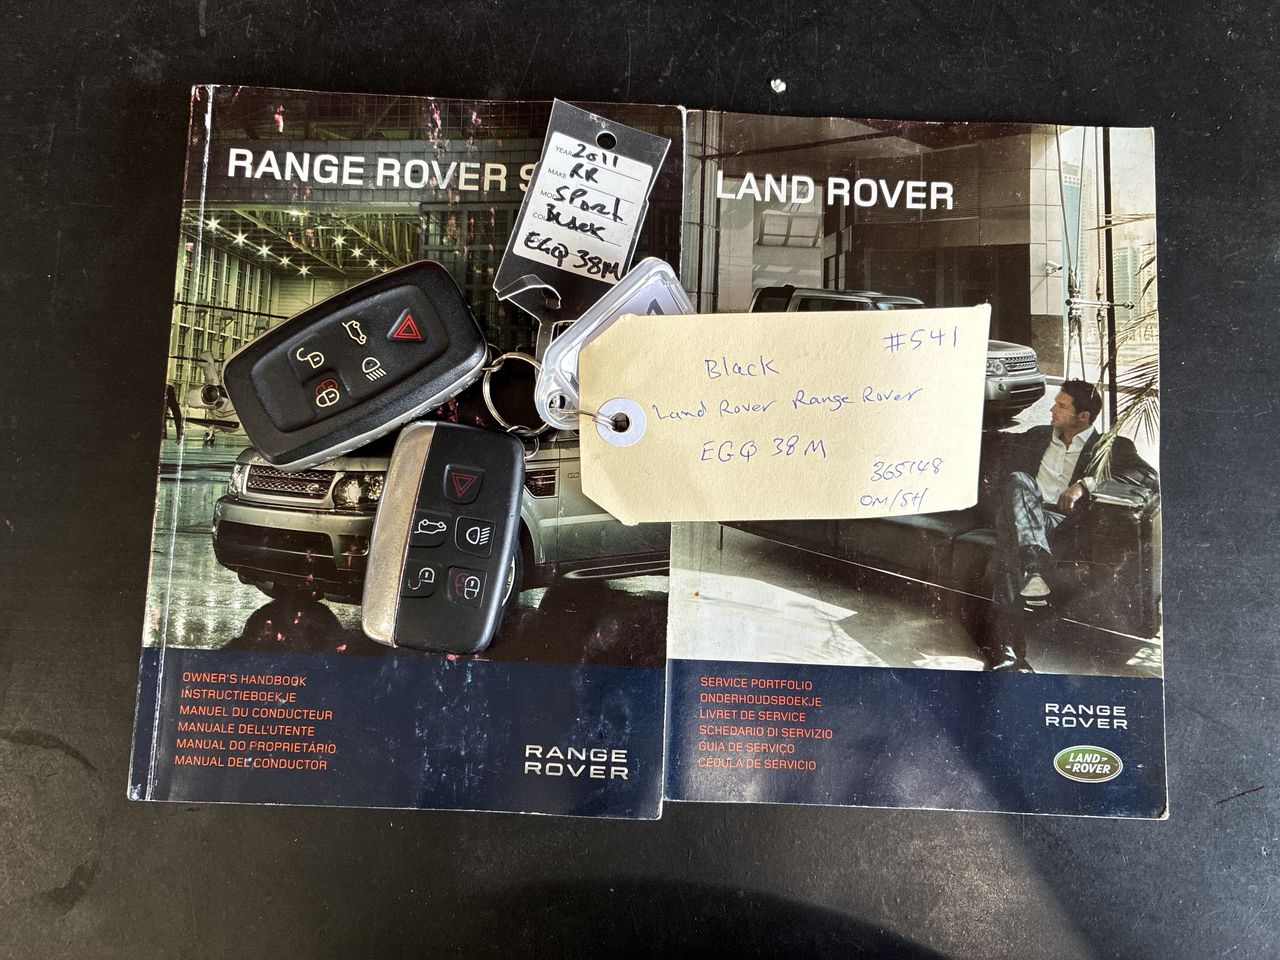 RANGE ROVER S
YEAR 2011
MAKE RR
MO SPort
CO Black
EGQ 38M
LAND ROVER
#541
Black
Land Rover Range Rover
EGQ 38M
365148
OM/SH
OWNER'S HANDBOOK
INSTRUCTIEBOEKJE
MANUEL DU CONDUCTEUR
MANUALE DELL'UTENTE
MANUAL DO PROPRIETÁRIO
MANUAL DEL CONDUCTOR
RANGE
ROVER
SERVICE PORTFOLIO
ONDERHOUDSBOEKJE
LIVRET DE SERVICE
SCHEDARIO DI SERVIZIO
GUIA DE SERVIÇO
CÉDULA DE SERVICIO
RANGE
ROVER
LAND-
-ROVER